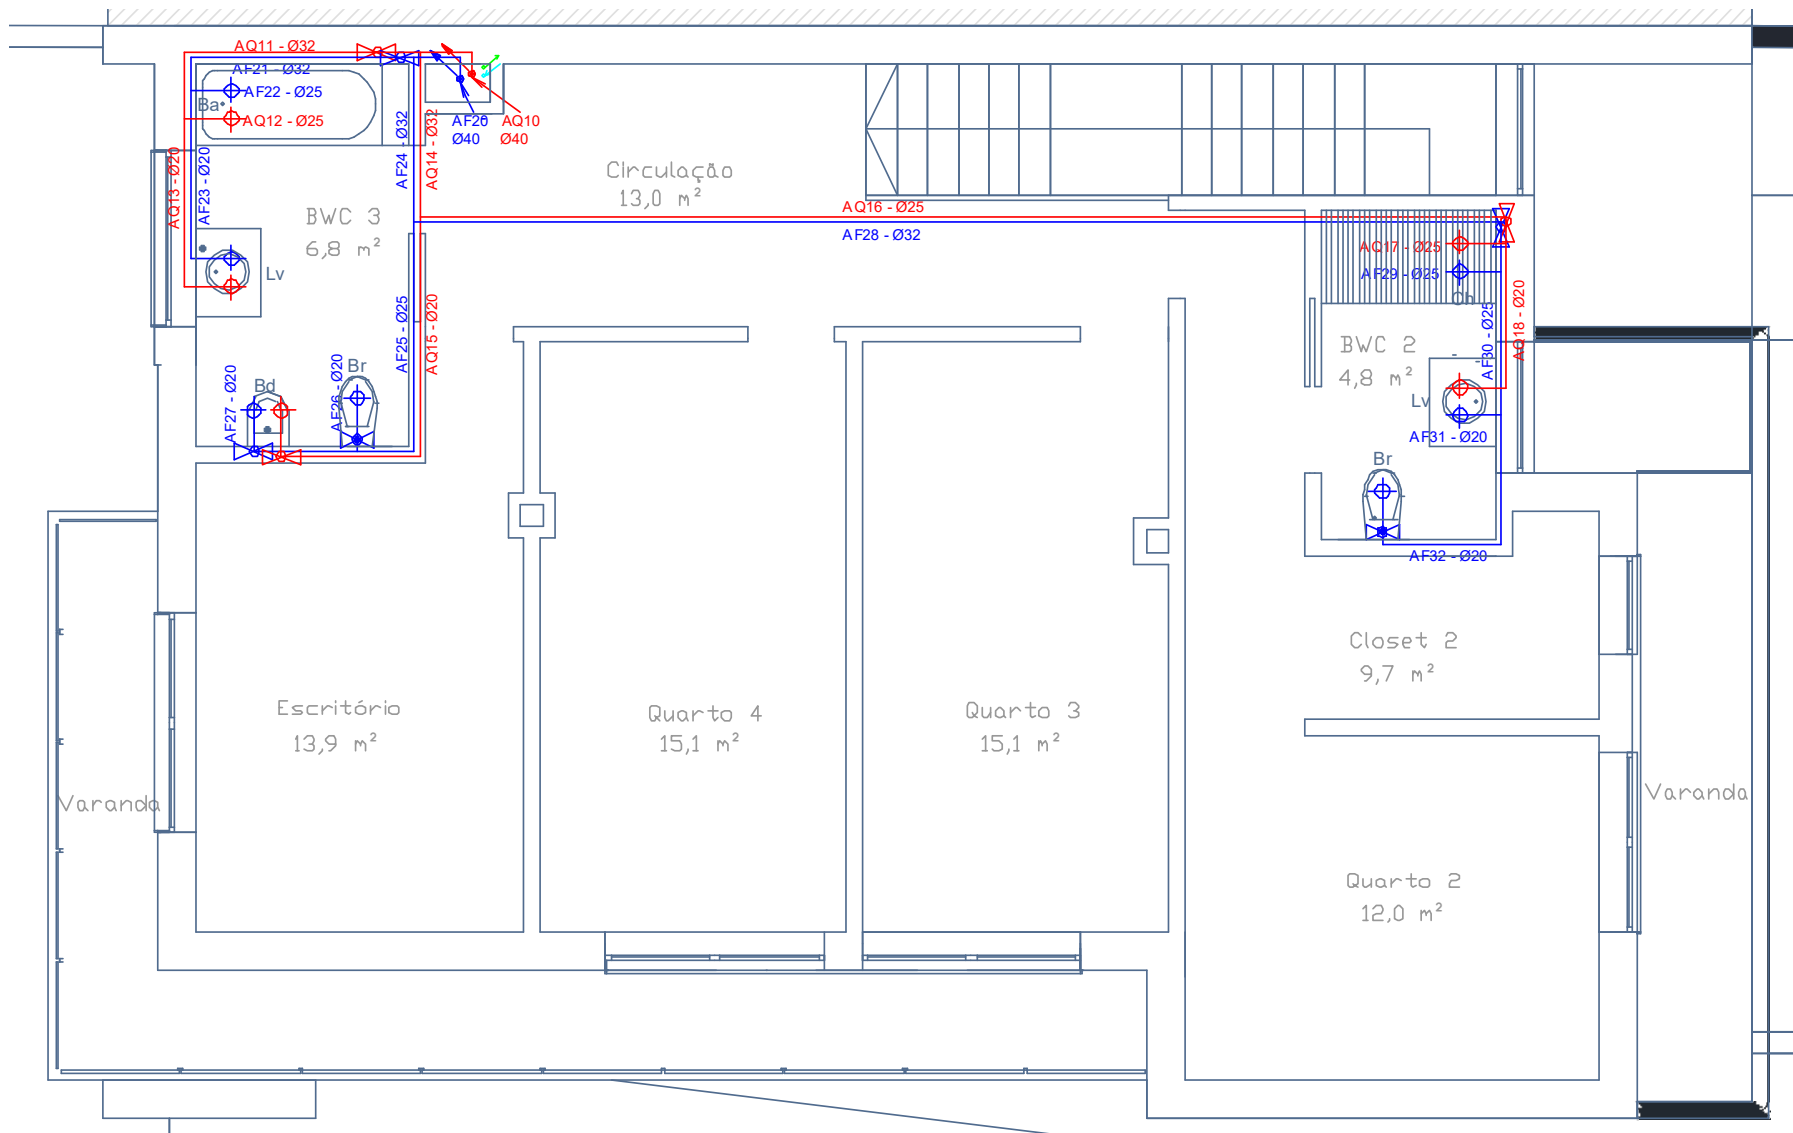 AQ11 - Ø32
AF21 - Ø32
AF22 - Ø25
Ba
AQ12 - Ø25
AF20
Ø40
AQ10
Ø40
AF24 - Ø32
AQ14 - Ø32
AQ13 - Ø20
AF23 - Ø20
Circulação
13,0 m²
BWC 3
6,8 m²
Lv
AQ16 - Ø25
AF28 - Ø32
AQ17 - Ø25
AF29 - Ø25
Ch
AF30 - Ø25
AQ18 - Ø20
BWC 2
4,8 m²
Lv
AF31 - Ø20
Br
AF32 - Ø20
AF25 - Ø25
AQ15 - Ø20
AF27 - Ø20
Bd
AF26 - Ø20
Br
Closet 2
9,7 m²
Escritório
13,9 m²
Quarto 4
15,1 m²
Quarto 3
15,1 m²
Varanda
Varanda
Quarto 2
12,0 m²